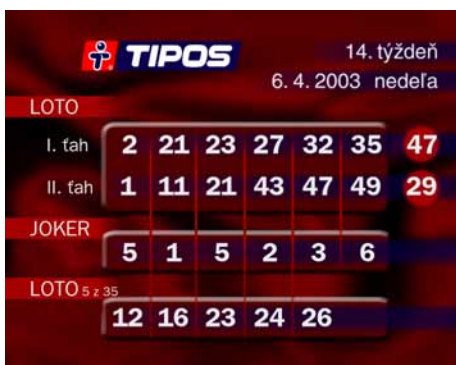 TIPOS
14. týždeň
6. 4. 2003 nedeľa
LOTO
I. ťah 2 21 23 27 32 35 47
II. ťah 1 11 21 43 47 49 29
JOKER
5 1 5 2 3 6
LOTO 5 z 35
12 16 23 24 26